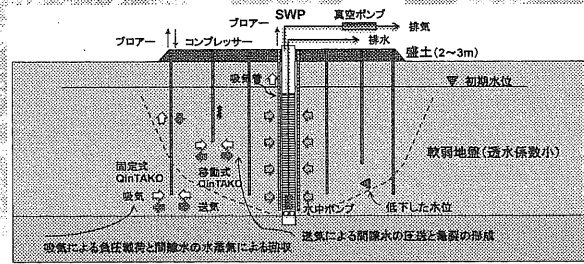 SWP
真空ポンプ
ブロアー
コンプレッサー
ブロアー
排気
排水
盛土(2～3m)
吸気管
初期水位
軟弱地盤(透水係数小)
固定式
QinTAKO
移動式
QinTAKO
吸気
送気
水中ポンプ
低下した水位
吸気による負圧載荷と間隙水の水蒸気による回収
送気による間隙水の圧送と亀裂の形成